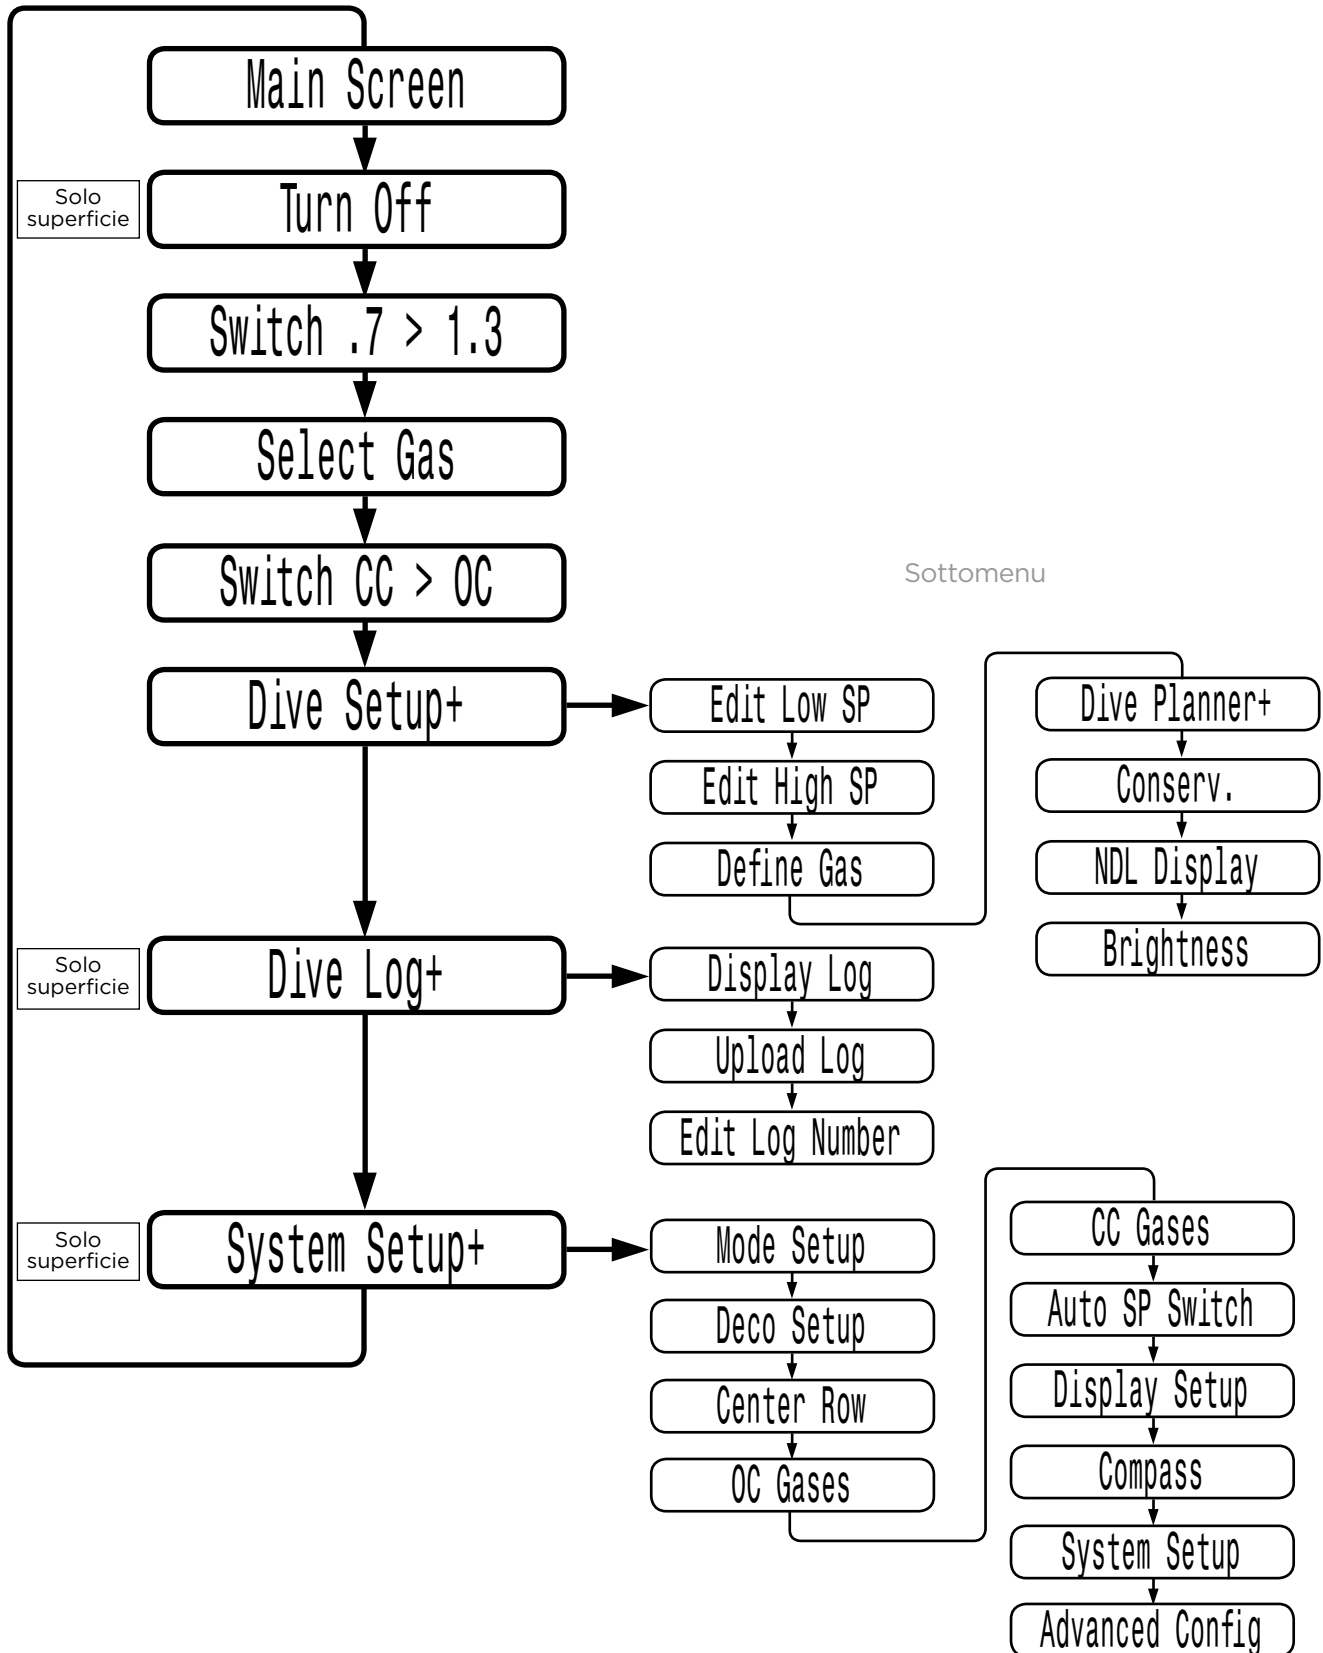 Main Screen
Solo
superficie
Turn Off
Switch .7 > 1.3
Select Gas
Switch CC > OC
Sottomenu
Dive Setup+
Edit Low SP
Edit High SP
Define Gas
Dive Planner+
Conserv.
NDL Display
Brightness
Solo
superficie
Dive Log+
Display Log
Upload Log
Edit Log Number
Solo
superficie
System Setup+
Mode Setup
Deco Setup
Center Row
OC Gases
CC Gases
Auto SP Switch
Display Setup
Compass
System Setup
Advanced Config